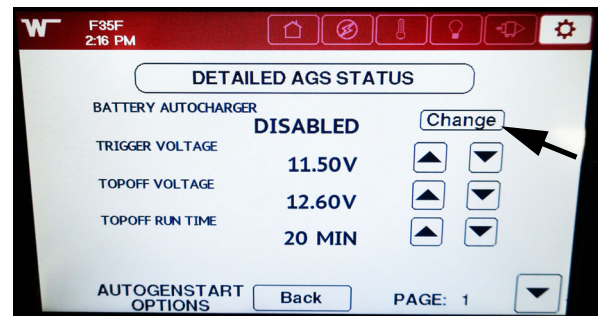 W F35F
2:16 PM
DETAILED AGS STATUS
BATTERY AUTOCHARGER
DISABLED Change
TRIGGER VOLTAGE
11.50V
TOPOFF VOLTAGE
12.60V
TOPOFF RUN TIME
20 MIN
AUTOGENSTART
OPTIONS Back PAGE: 1